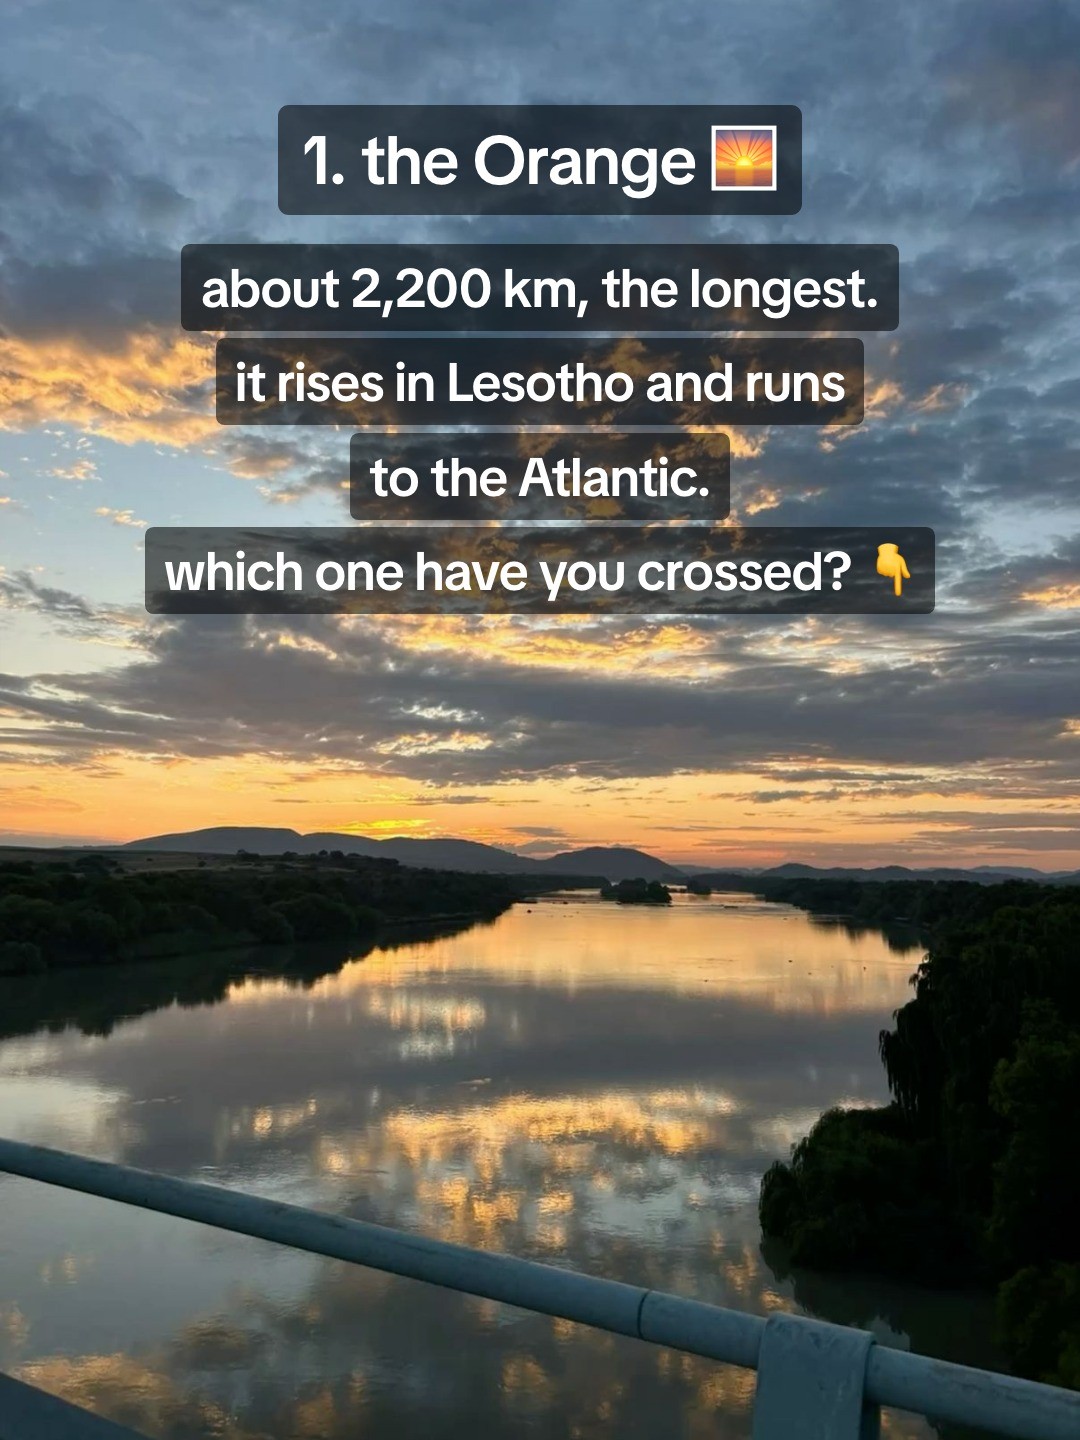 1. the Orange 🌅
about 2,200 km, the longest.
it rises in Lesotho and runs
to the Atlantic.
which one have you crossed? 👇